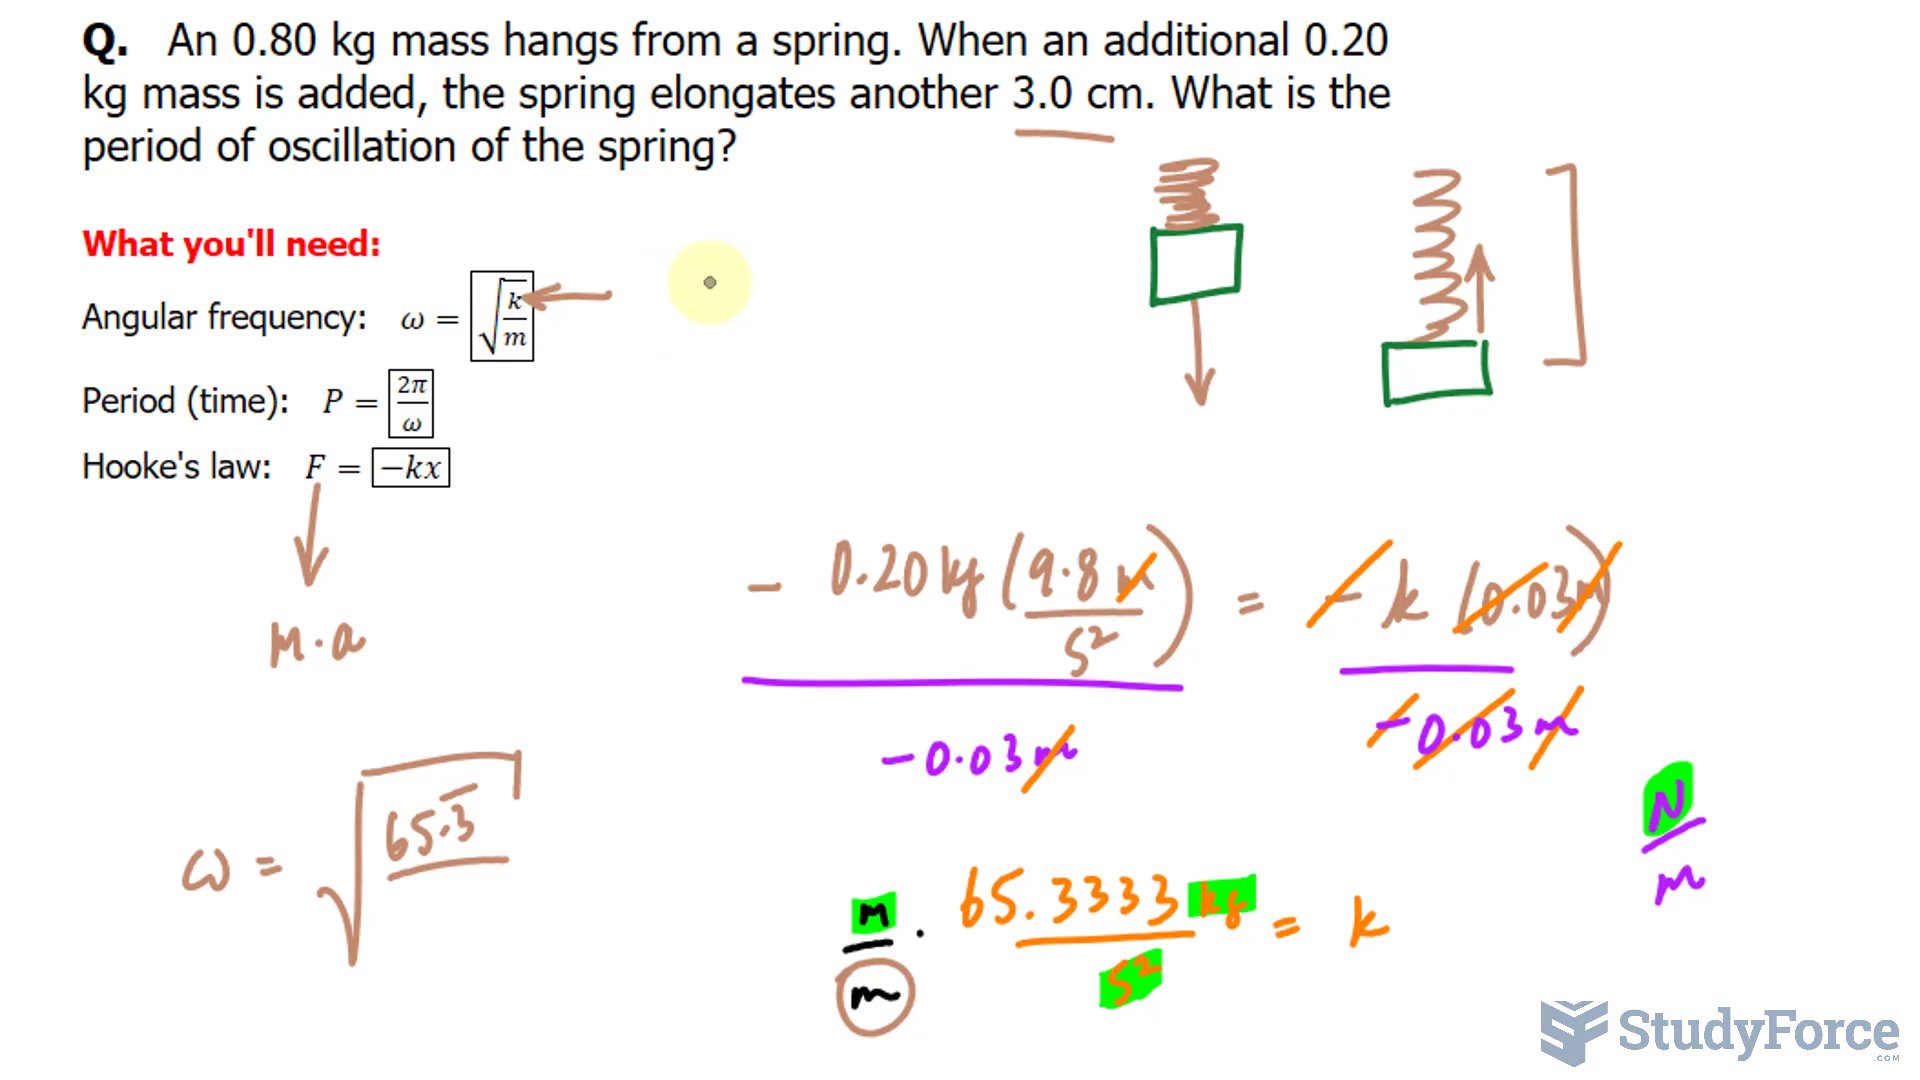 Q. An 0.80 kg mass hangs from a spring. When an additional 0.20
kg mass is added, the spring elongates another 3.0 cm. What is the
period of oscillation of the spring?
What you'll need:
Angular frequency: ω = √(k/m)
Period (time): P = 2π/ω
Hooke's law: F = −kx
m·a
− 0.20 kg (9.8 m/s²) / −0.03 m = −k (0.03 m) / −0.03 m
N/m
m/m · 65.3333 kg/s² = k
ω = √65.3̅
StudyForce
.COM